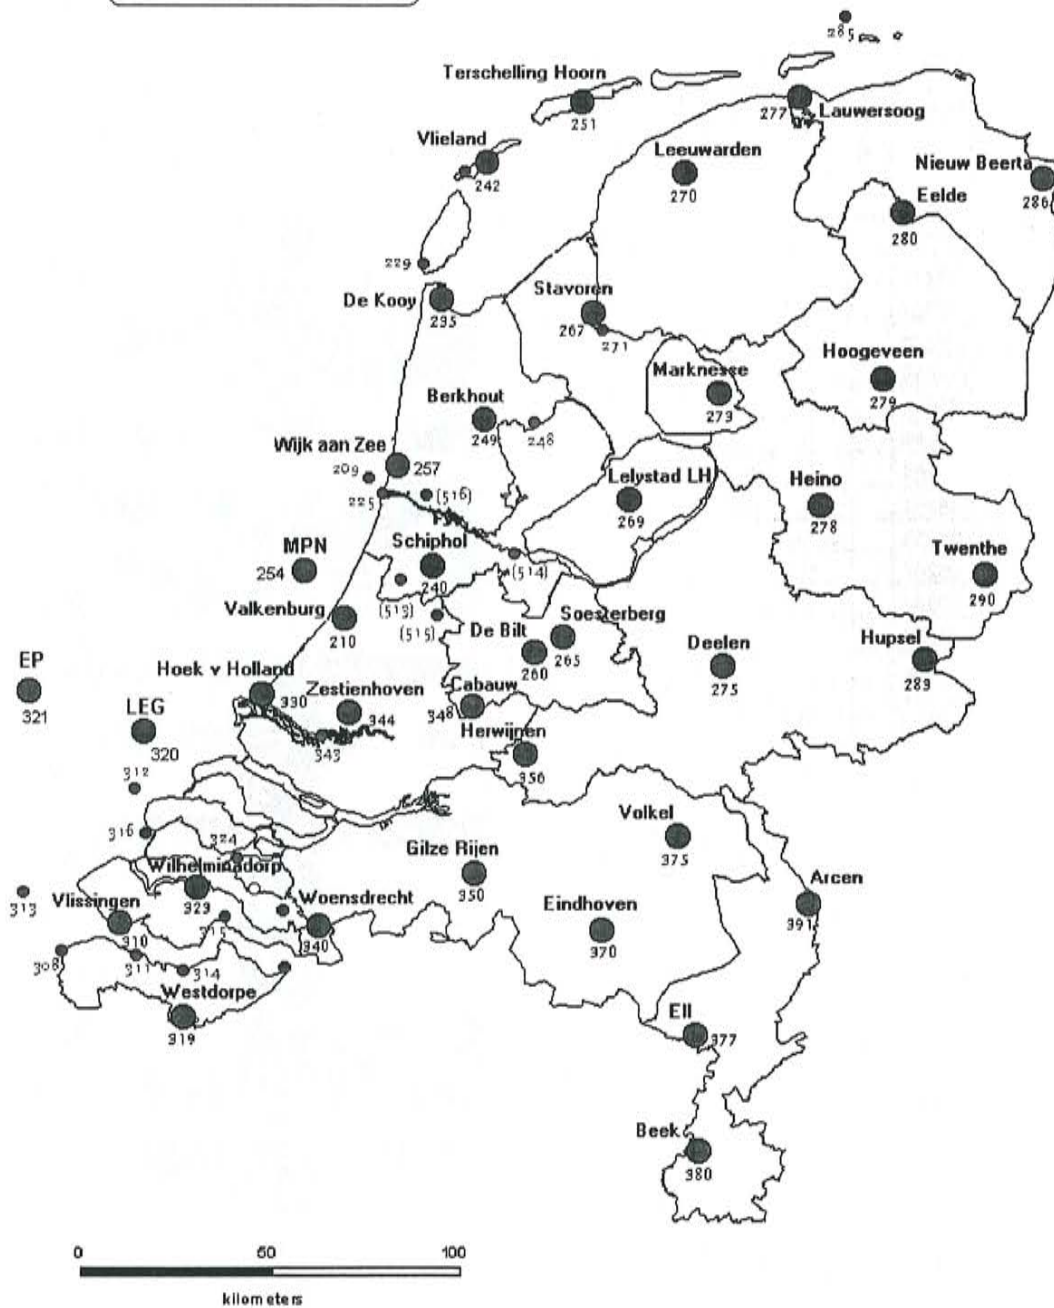 285
Terschelling Hoorn
251
277
Lauwersoog
Vlieland
242
Leeuwarden
270
Nieuw Beerta
286
Eelde
280
229
De Kooy
235
Stavoren
267
271
Hoogeveen
279
Marknesse
273
Berkhout
249
248
Wijk aan Zee
257
209
225
(516)
Lelystad LH
269
Heino
278
MPN
254
Schiphol
240
(514)
(513)
(515)
Twenthe
290
Valkenburg
210
De Bilt
260
Soesterberg
265
Deelen
275
Hupsel
283
EP
321
Hoek v Holland
330
Zestienhoven
344
343
Cabauw
348
LEG
320
Herwijnen
356
312
316
324
Volkel
375
Gilze Rijen
350
Wilhelminadorp
323
Arcen
391
313
Vlissingen
310
315
Woensdrecht
340
Eindhoven
370
308
311
314
Westdorpe
319
Ell
377
Beek
380
0 50 100
kilometers